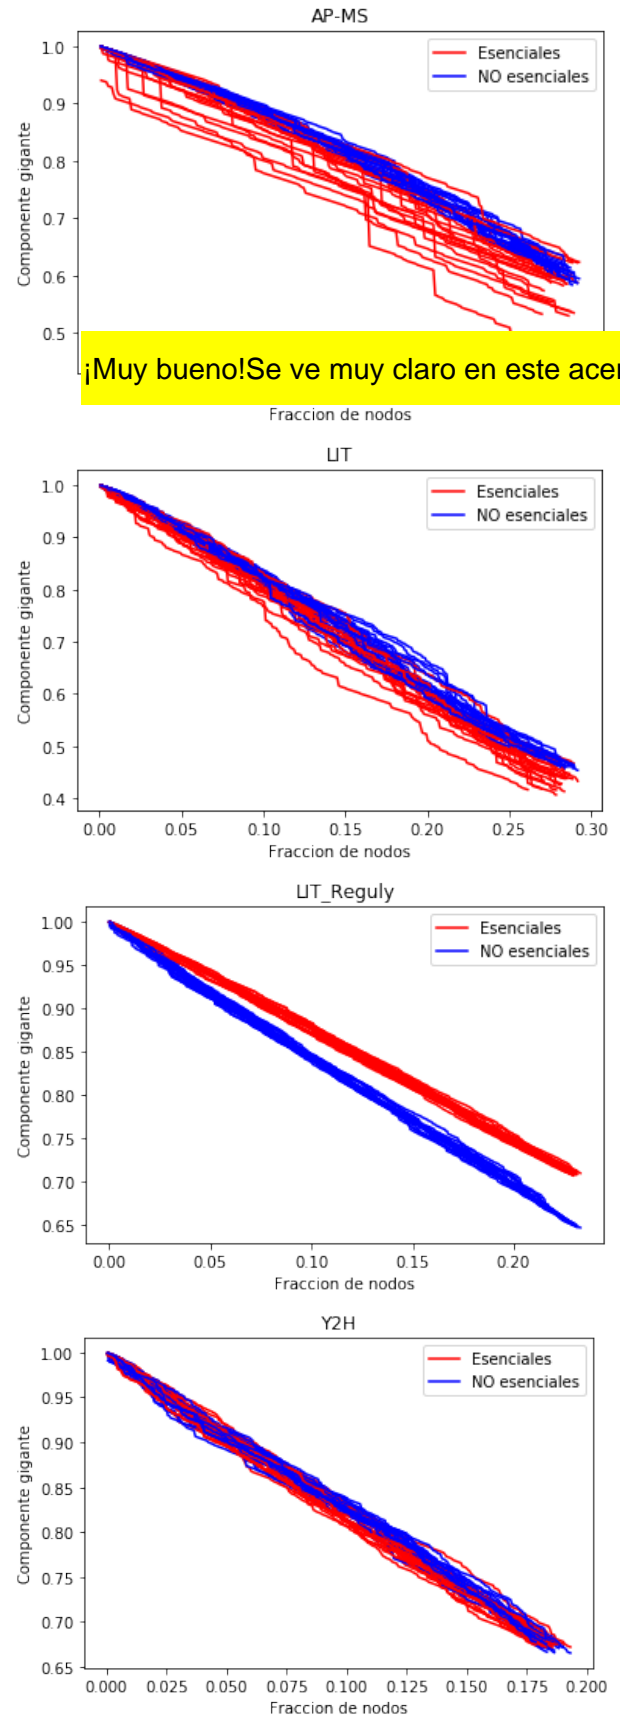 AP-MS
Esenciales
NO esenciales
1.0
0.9
0.8
0.7
0.6
0.5
Componente gigante
¡Muy bueno!Se ve muy claro en este
Fraccion de nodos
LIT
Esenciales
NO esenciales
1.0
0.9
0.8
0.7
0.6
0.5
0.4
Componente gigante
0.00 0.05 0.10 0.15 0.20 0.25 0.30
Fraccion de nodos
LIT_Reguly
Esenciales
NO esenciales
1.00
0.95
0.90
0.85
0.80
0.75
0.70
0.65
Componente gigante
0.00 0.05 0.10 0.15 0.20
Fraccion de nodos
Y2H
Esenciales
NO esenciales
1.00
0.95
0.90
0.85
0.80
0.75
0.70
0.65
Componente gigante
0.000 0.025 0.050 0.075 0.100 0.125 0.150 0.175 0.200
Fraccion de nodos